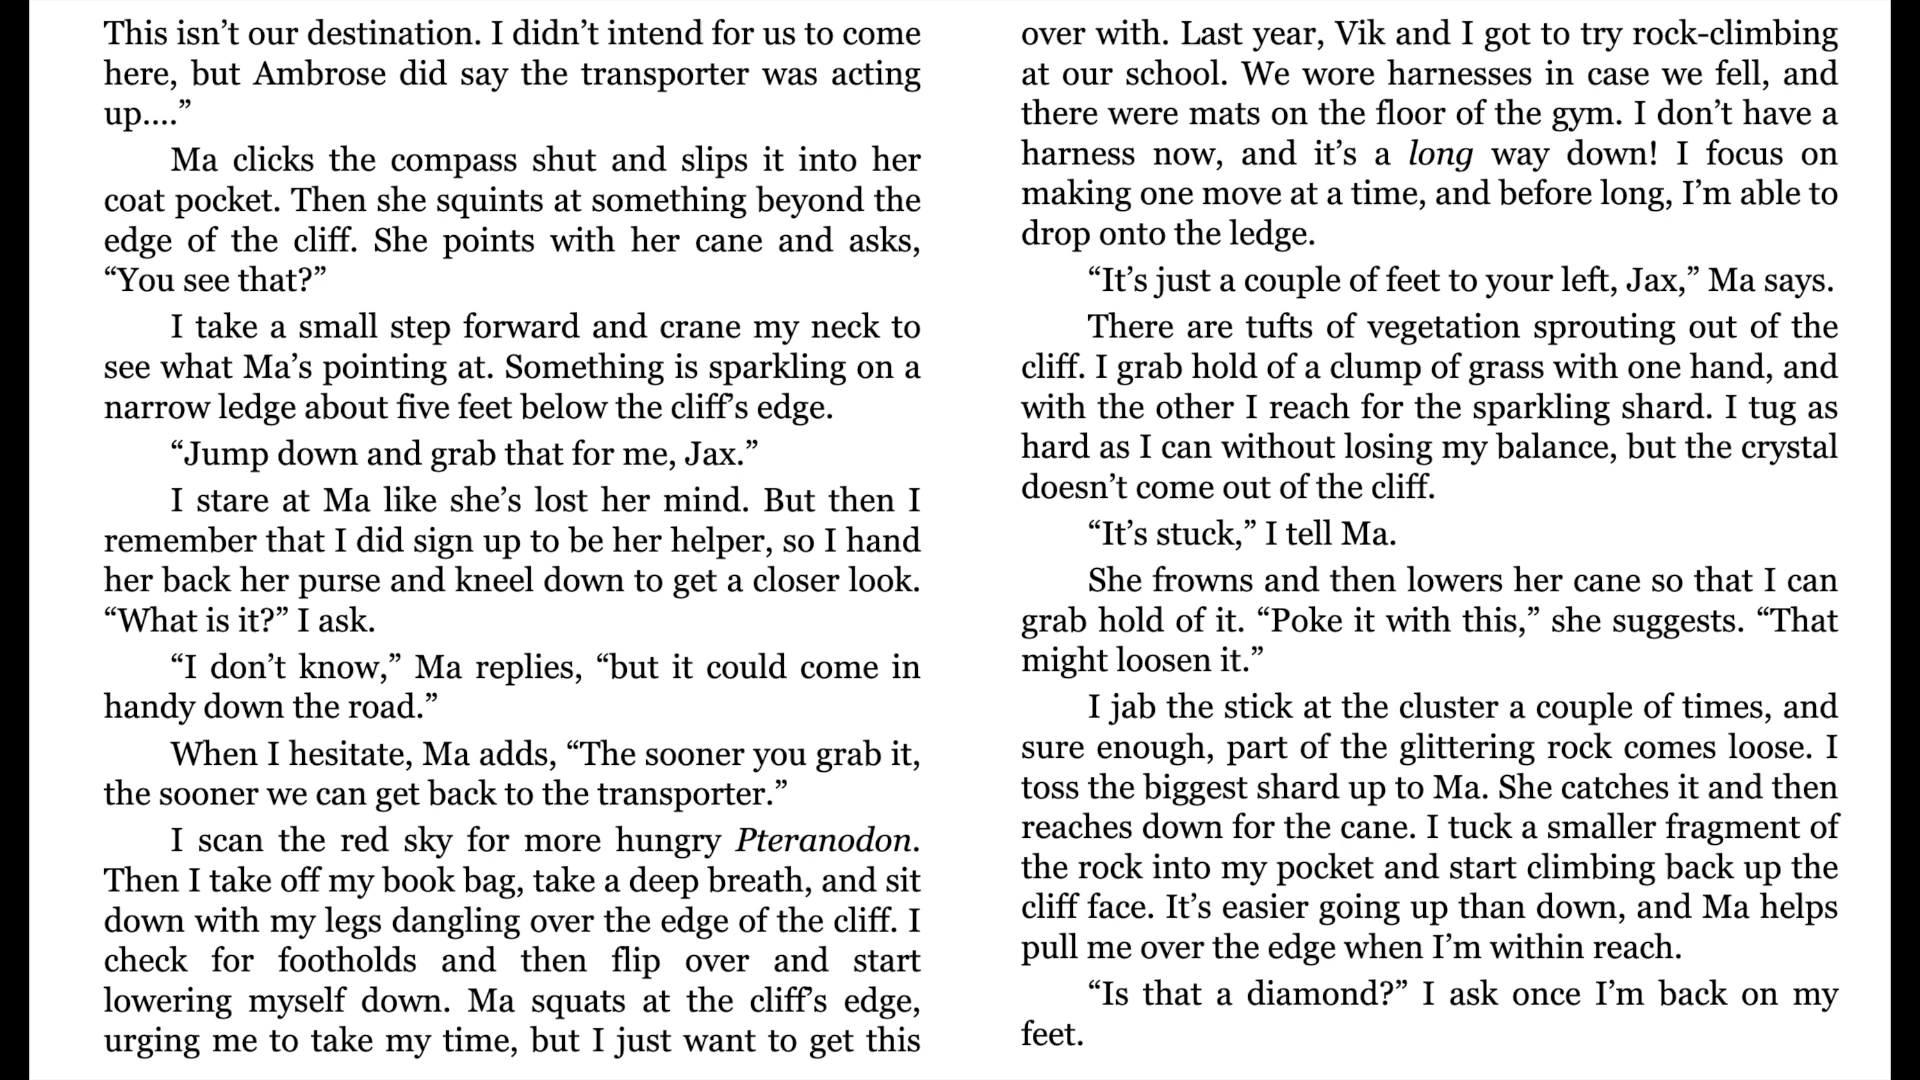 This isn’t our destination. I didn’t intend for us to come
here, but Ambrose did say the transporter was acting
up....”
Ma clicks the compass shut and slips it into her
coat pocket. Then she squints at something beyond the
edge of the cliff. She points with her cane and asks,
“You see that?”
I take a small step forward and crane my neck to
see what Ma’s pointing at. Something is sparkling on a
narrow ledge about five feet below the cliff’s edge.
“Jump down and grab that for me, Jax.”
I stare at Ma like she’s lost her mind. But then I
remember that I did sign up to be her helper, so I hand
her back her purse and kneel down to get a closer look.
“What is it?” I ask.
“I don’t know,” Ma replies, “but it could come in
handy down the road.”
When I hesitate, Ma adds, “The sooner you grab it,
the sooner we can get back to the transporter.”
I scan the red sky for more hungry Pteranodon.
Then I take off my book bag, take a deep breath, and sit
down with my legs dangling over the edge of the cliff. I
check for footholds and then flip over and start
lowering myself down. Ma squats at the cliff’s edge,
urging me to take my time, but I just want to get this
over with. Last year, Vik and I got to try rock-climbing
at our school. We wore harnesses in case we fell, and
there were mats on the floor of the gym. I don’t have a
harness now, and it’s a long way down! I focus on
making one move at a time, and before long, I’m able to
drop onto the ledge.
“It’s just a couple of feet to your left, Jax,” Ma says.
There are tufts of vegetation sprouting out of the
cliff. I grab hold of a clump of grass with one hand, and
with the other I reach for the sparkling shard. I tug as
hard as I can without losing my balance, but the crystal
doesn’t come out of the cliff.
“It’s stuck,” I tell Ma.
She frowns and then lowers her cane so that I can
grab hold of it. “Poke it with this,” she suggests. “That
might loosen it.”
I jab the stick at the cluster a couple of times, and
sure enough, part of the glittering rock comes loose. I
toss the biggest shard up to Ma. She catches it and then
reaches down for the cane. I tuck a smaller fragment of
the rock into my pocket and start climbing back up the
cliff face. It’s easier going up than down, and Ma helps
pull me over the edge when I’m within reach.
“Is that a diamond?” I ask once I’m back on my
feet.